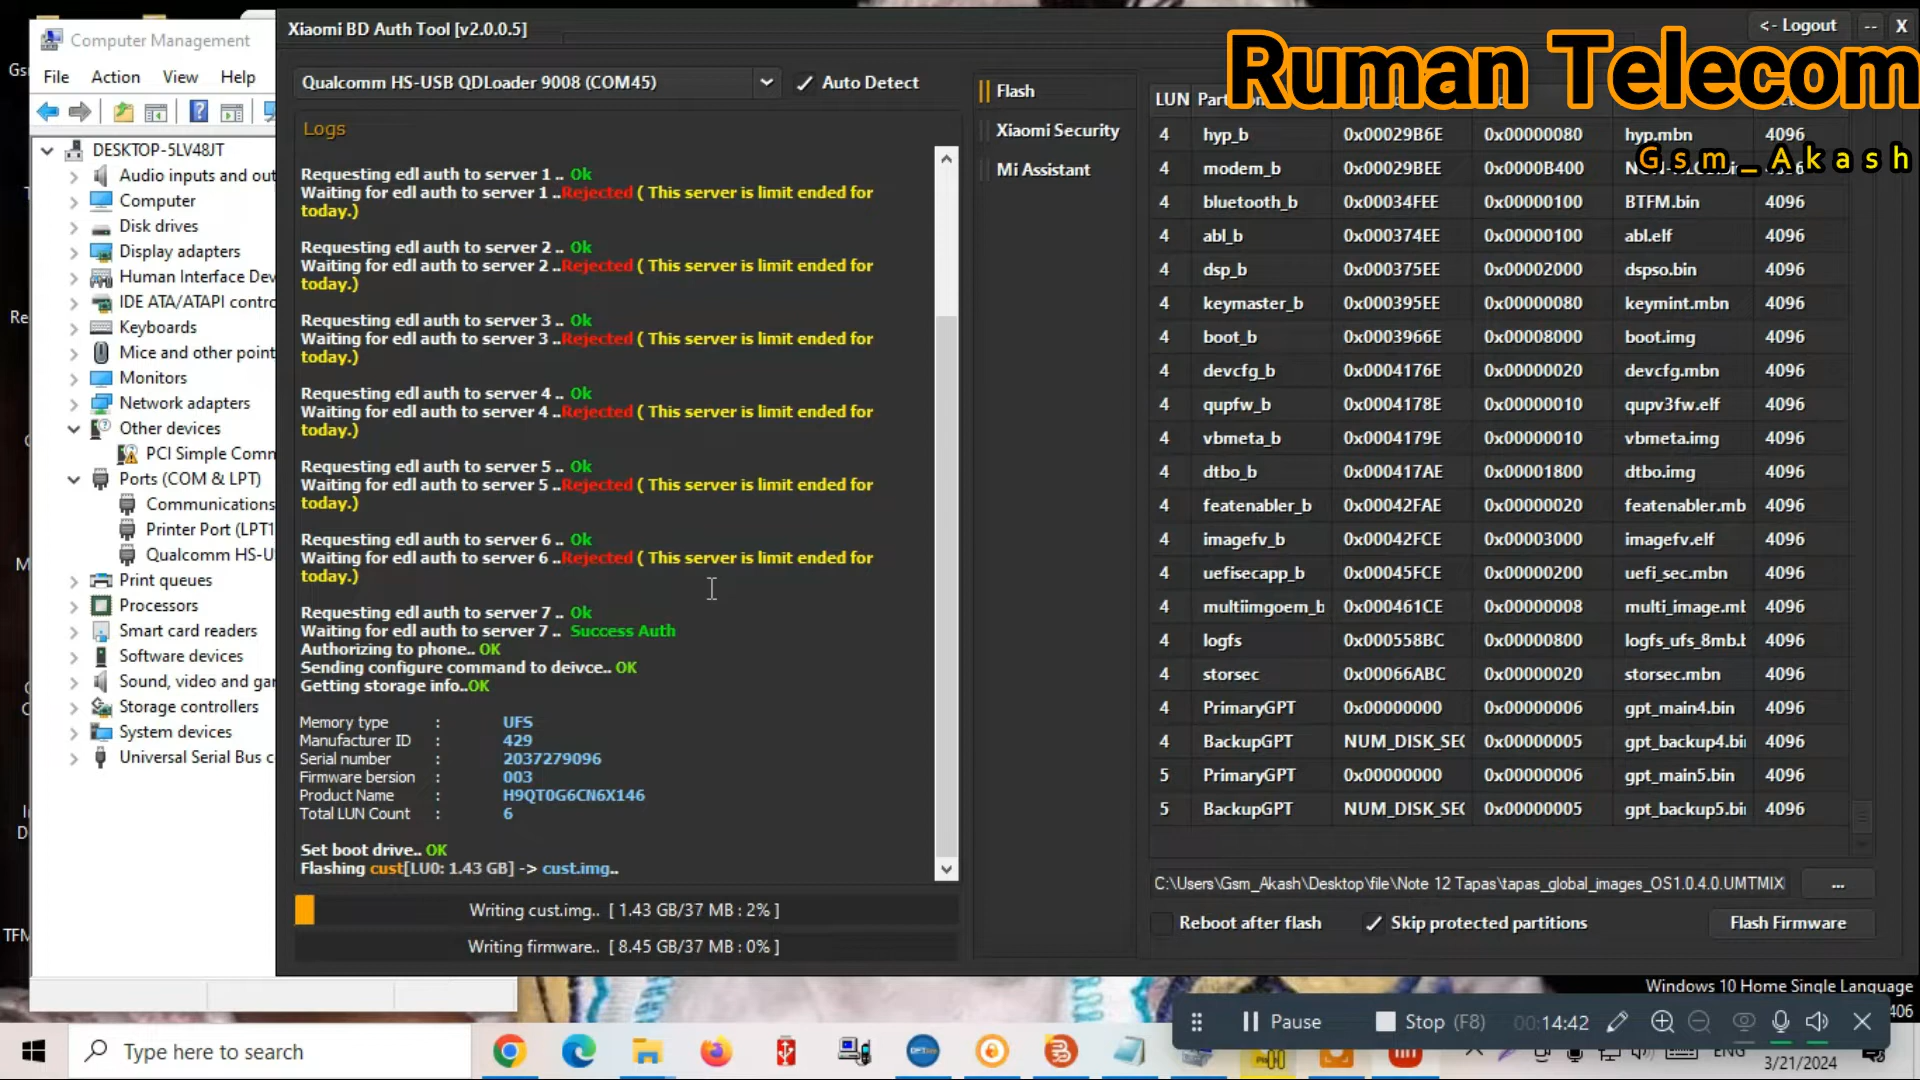 Computer Management
File Action View Help
DESKTOP-5LV48JT
Audio inputs and out
Computer
Disk drives
Display adapters
Human Interface Dev
IDE ATA/ATAPI contro
Keyboards
Mice and other point
Monitors
Network adapters
Other devices
PCI Simple Comm
Ports (COM & LPT)
Communications
Printer Port (LPT1
Qualcomm HS-U
Print queues
Processors
Smart card readers
Software devices
Sound, video and gar
Storage controllers
System devices
Universal Serial Bus c
Xiaomi BD Auth Tool [v2.0.0.5]
<- Logout -- X
Qualcomm HS-USB QDLoader 9008 (COM45)
Auto Detect
Logs
Requesting edl auth to server 1 .. Ok
Waiting for edl auth to server 1 ..Rejected ( This server is limit ended for
today.)
Requesting edl auth to server 2 .. Ok
Waiting for edl auth to server 2 ..Rejected ( This server is limit ended for
today.)
Requesting edl auth to server 3 .. Ok
Waiting for edl auth to server 3 ..Rejected ( This server is limit ended for
today.)
Requesting edl auth to server 4 .. Ok
Waiting for edl auth to server 4 ..Rejected ( This server is limit ended for
today.)
Requesting edl auth to server 5 .. Ok
Waiting for edl auth to server 5 ..Rejected ( This server is limit ended for
today.)
Requesting edl auth to server 6 .. Ok
Waiting for edl auth to server 6 ..Rejected ( This server is limit ended for
today.)
Requesting edl auth to server 7 .. Ok
Waiting for edl auth to server 7 .. Success Auth
Authorizing to phone.. OK
Sending configure command to deivce.. OK
Getting storage info..OK
Memory type : UFS
Manufacturer ID : 429
Serial number : 2037279096
Firmware bersion : 003
Product Name : H9QT0G6CN6X146
Total LUN Count : 6
Set boot drive.. OK
Flashing cust[LU0: 1.43 GB] -> cust.img..
Writing cust.img.. [ 1.43 GB/37 MB : 2% ]
Writing firmware.. [ 8.45 GB/37 MB : 0% ]
Flash
Xiaomi Security
Mi Assistant
Ruman Telecom
Gsm_Akash
LUN
4 hyp_b 0x00029B6E 0x00000080 hyp.mbn 4096
4 modem_b 0x00029BEE 0x0000B400 4096
4 bluetooth_b 0x00034FEE 0x00000100 BTFM.bin 4096
4 abl_b 0x000374EE 0x00000100 abl.elf 4096
4 dsp_b 0x000375EE 0x00002000 dspso.bin 4096
4 keymaster_b 0x000395EE 0x00000080 keymint.mbn 4096
4 boot_b 0x0003966E 0x00008000 boot.img 4096
4 devcfg_b 0x0004176E 0x00000020 devcfg.mbn 4096
4 qupfw_b 0x0004178E 0x00000010 qupv3fw.elf 4096
4 vbmeta_b 0x0004179E 0x00000010 vbmeta.img 4096
4 dtbo_b 0x000417AE 0x00001800 dtbo.img 4096
4 featenabler_b 0x00042FAE 0x00000020 featenabler.mb 4096
4 imagefv_b 0x00042FCE 0x00003000 imagefv.elf 4096
4 uefisecapp_b 0x00045FCE 0x00000200 uefi_sec.mbn 4096
4 multiimgoem_b 0x000461CE 0x00000008 multi_image.mb 4096
4 logfs 0x000558BC 0x00000800 logfs_ufs_8mb.b 4096
4 storsec 0x00066ABC 0x00000020 storsec.mbn 4096
4 PrimaryGPT 0x00000000 0x00000006 gpt_main4.bin 4096
4 BackupGPT NUM_DISK_SEC 0x00000005 gpt_backup4.bi 4096
5 PrimaryGPT 0x00000000 0x00000006 gpt_main5.bin 4096
5 BackupGPT NUM_DISK_SEC 0x00000005 gpt_backup5.bi 4096
C:\Users\Gsm_Akash\Desktop\file\Note 12 Tapas\tapas_global_images_OS1.0.4.0.UMTMIX ...
Reboot after flash Skip protected partitions Flash Firmware
Windows 10 Home Single Language
Pause Stop (F8) 00:14:42
Type here to search
ENG
3/21/2024